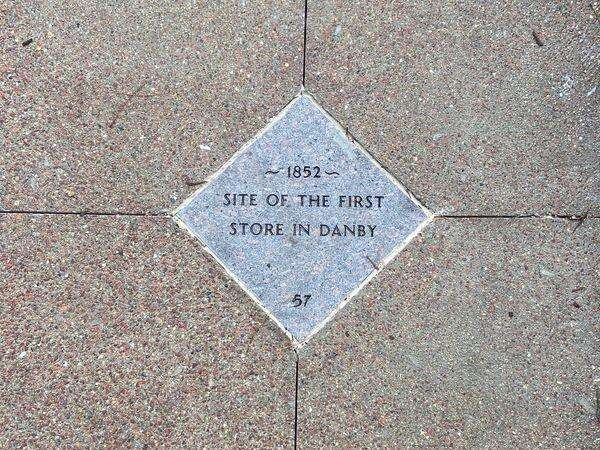 ~ 1852 ~
SITE OF THE FIRST
STORE IN DANBY
57